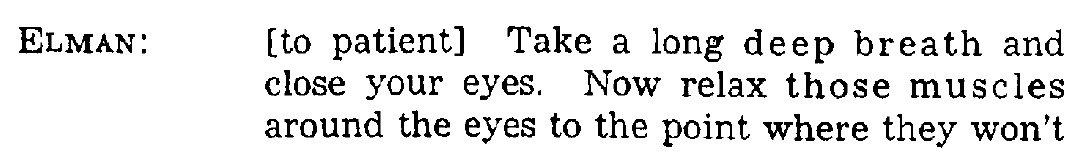 ELMAN: [to patient] Take a long deep breath and
close your eyes. Now relax those muscles
around the eyes to the point where they won't